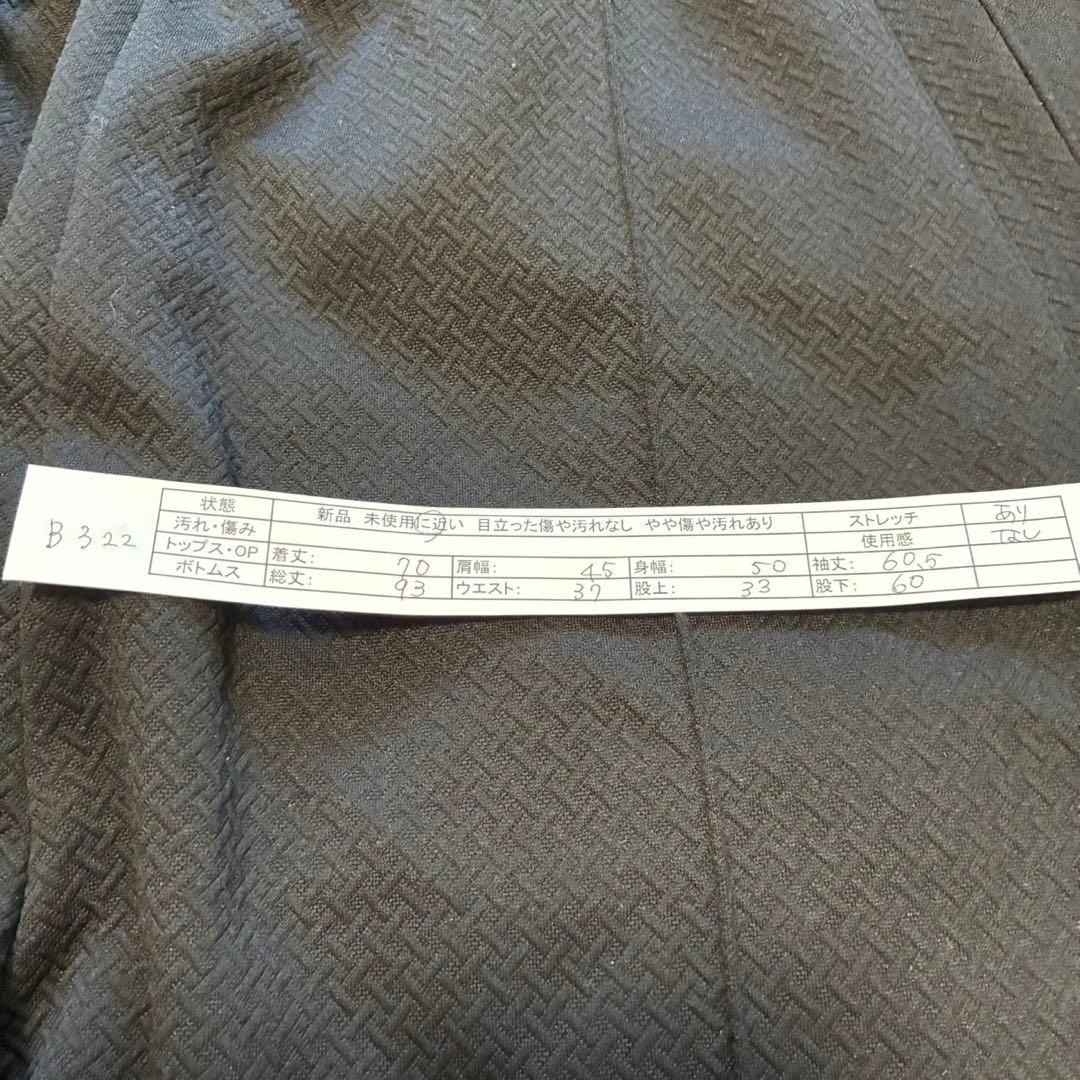 B322
状態 新品 未使用に近い 目立った傷や汚れなし やや傷や汚れあり ストレッチ あり
汚れ・傷み 使用感 なし
トップス・OP 着丈: 70 肩幅: 45 身幅: 50 袖丈: 60.5
ボトムス 総丈: 93 ウエスト: 37 股上: 33 股下: 60